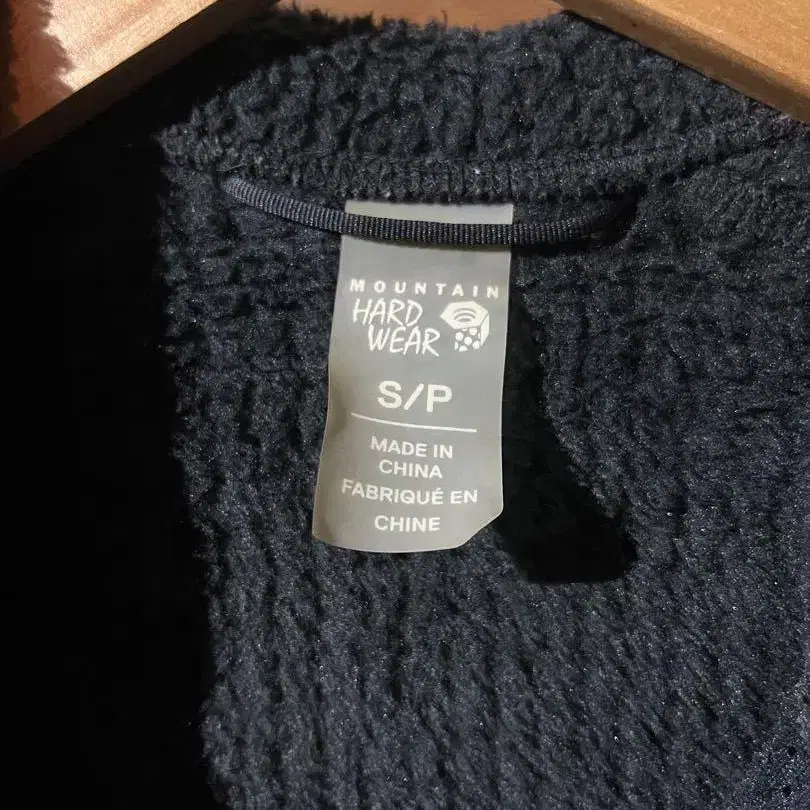 MOUNTAIN
HARD
WEAR
S/P
MADE IN
CHINA
FABRIQUÉ EN
CHINE